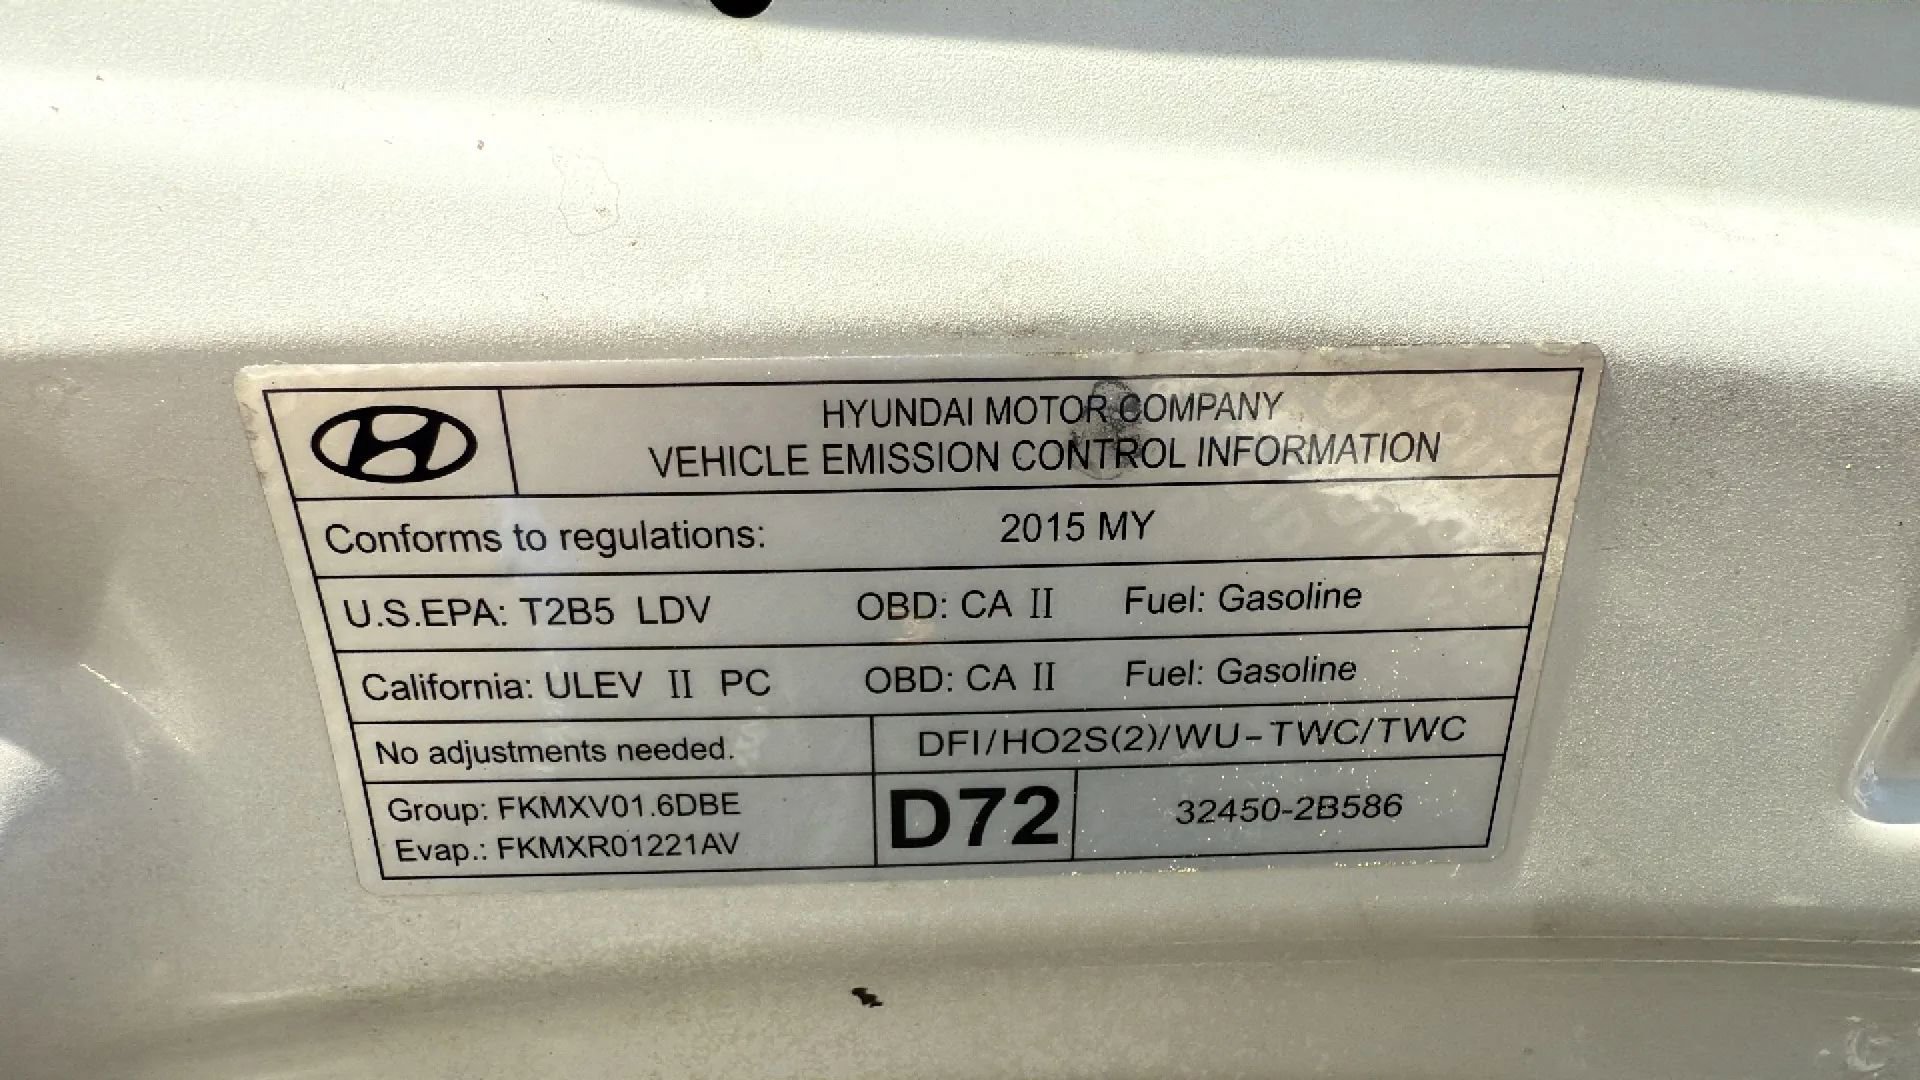 HYUNDAI MOTOR COMPANY
VEHICLE EMISSION CONTROL INFORMATION
Conforms to regulations: 2015 MY
U.S.EPA: T2B5 LDV OBD: CA II Fuel: Gasoline
California: ULEV II PC OBD: CA II Fuel: Gasoline
No adjustments needed. DFI/HO2S(2)/WU-TWC/TWC
Group: FKMXV01.6DBE
Evap.: FKMXR01221AV
D72 32450-2B586